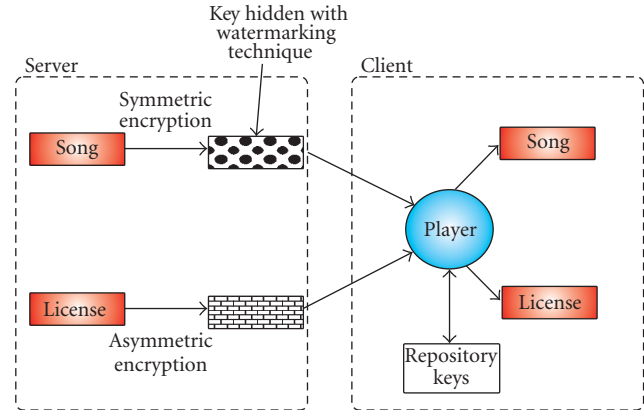 Key hidden with
watermarking
technique
Server
Client
Symmetric
encryption
Song
Song
Player
License
License
Asymmetric
encryption
Repository
keys